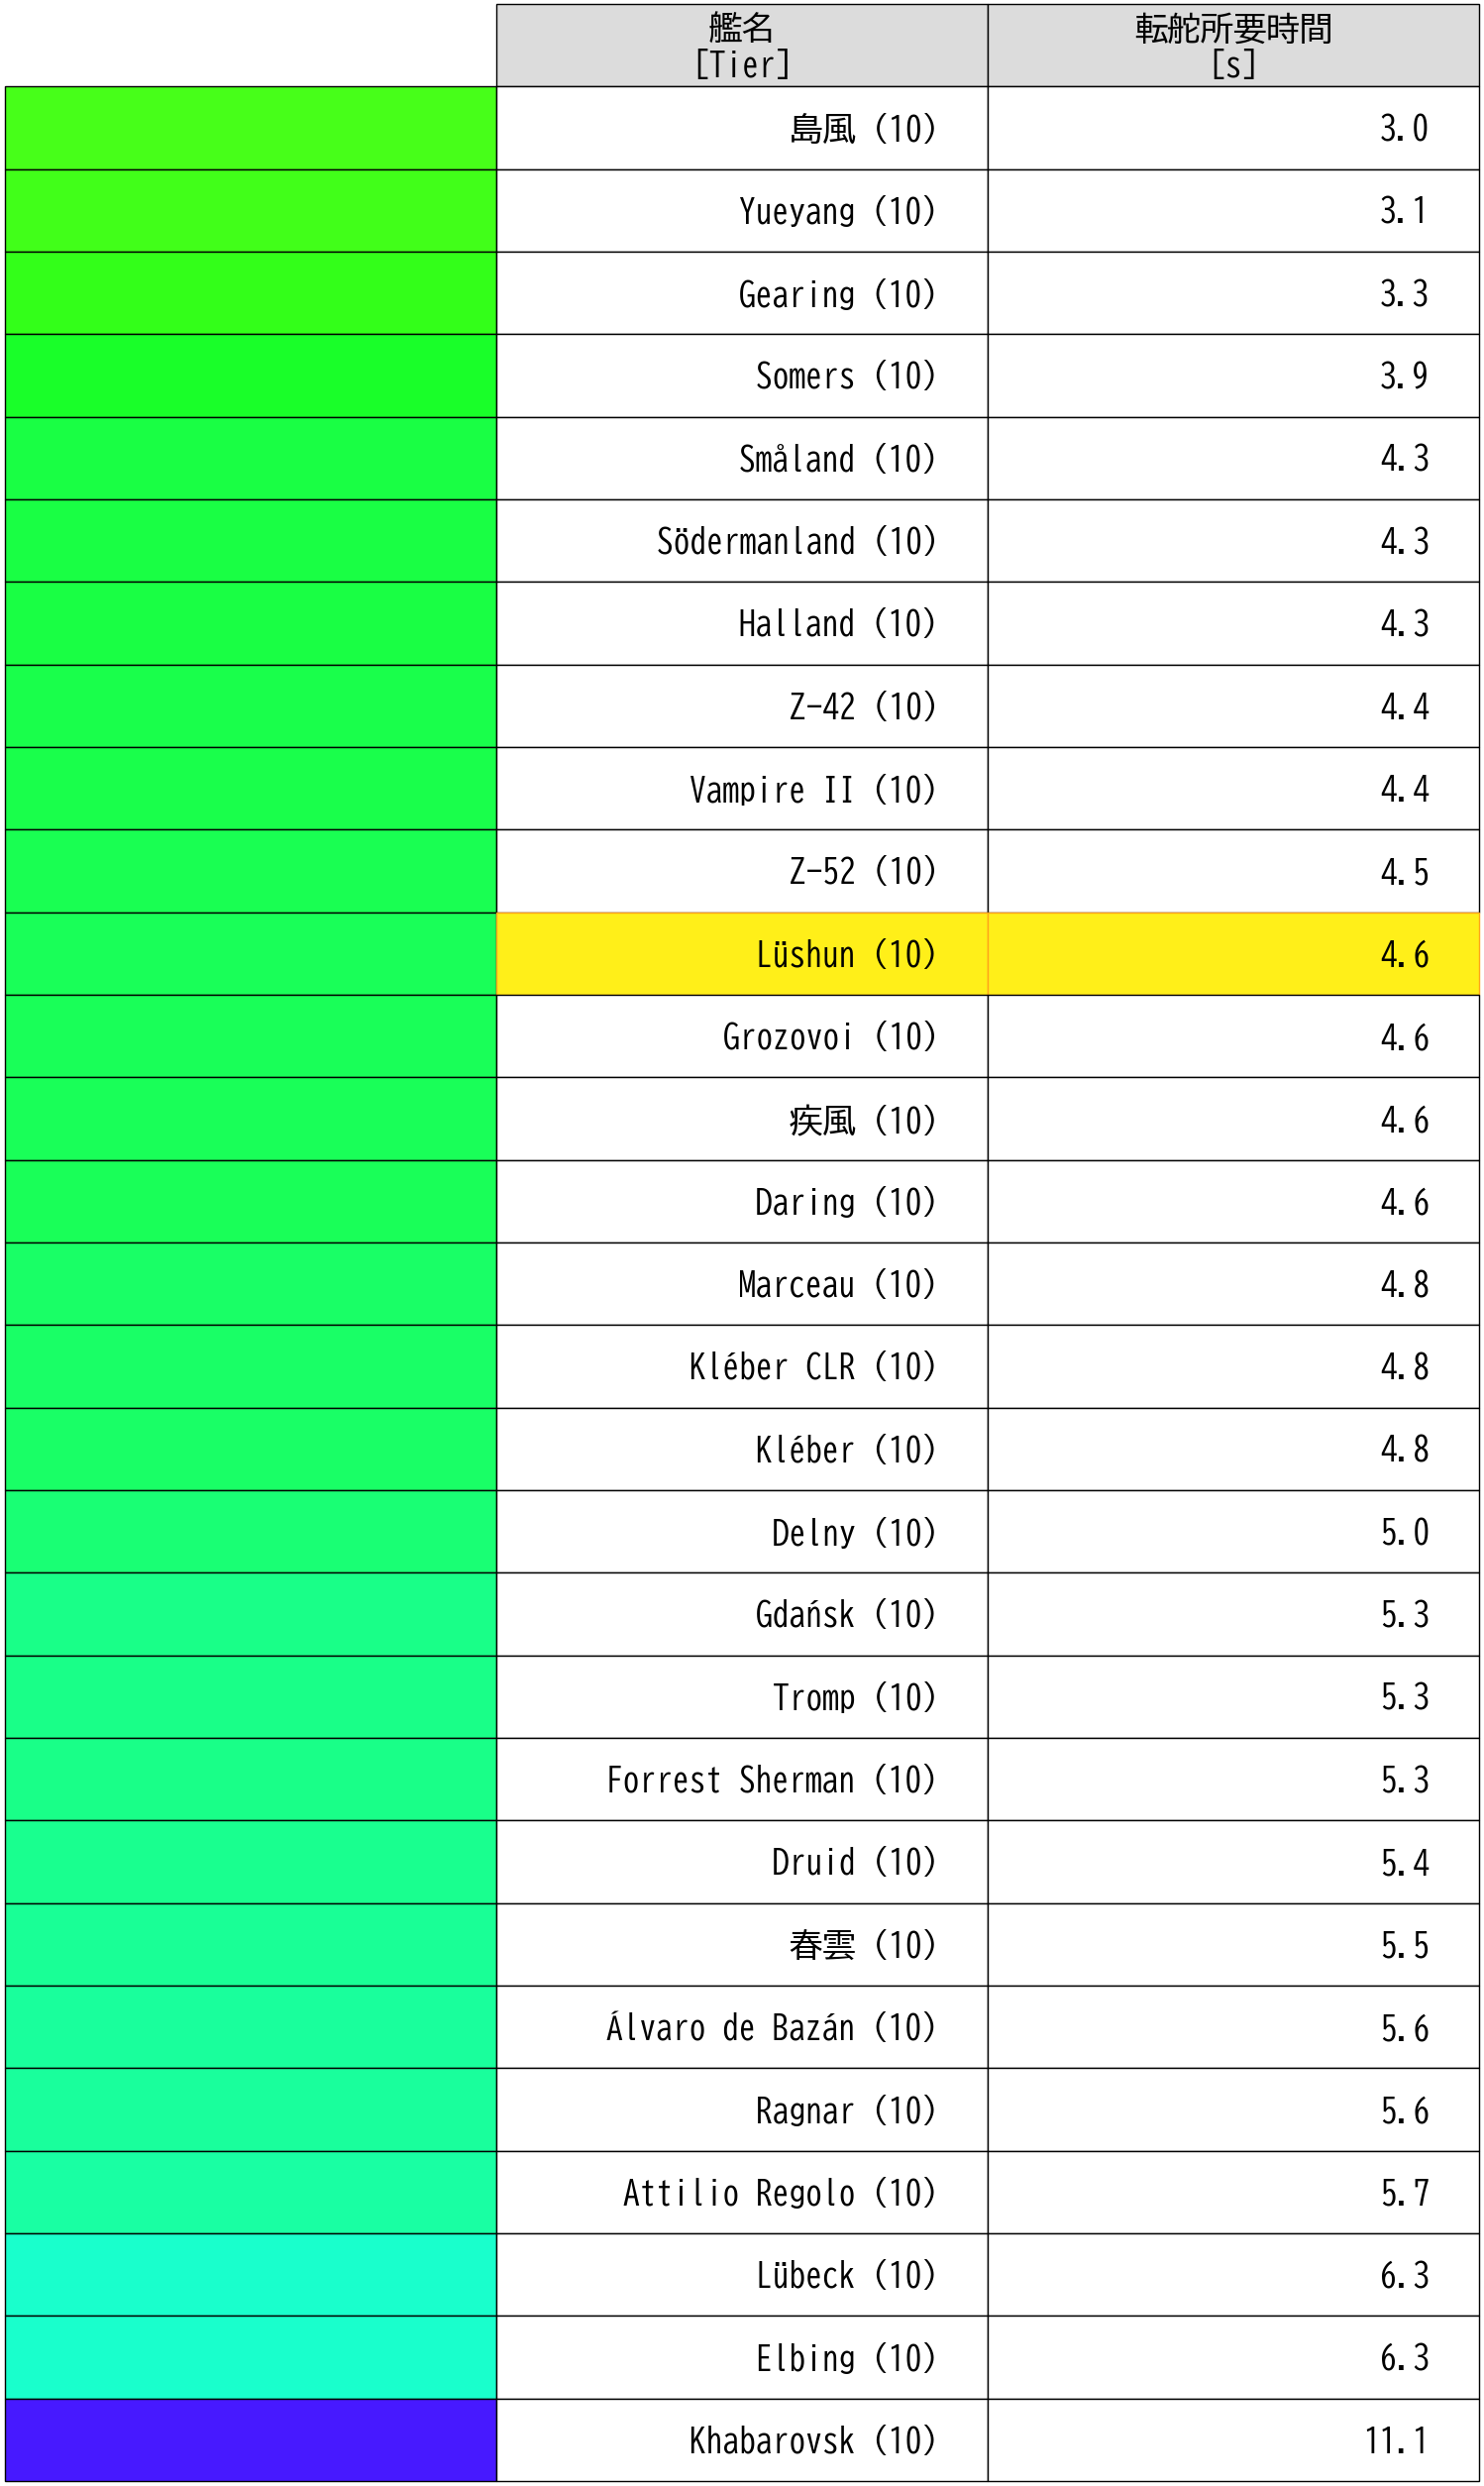 艦名 転舵所要時間
[Tier] [s]
島風 (10) 3.0
Yueyang (10) 3.1
Gearing (10) 3.3
Somers (10) 3.9
Småland (10) 4.3
Södermanland (10) 4.3
Halland (10) 4.3
Z-42 (10) 4.4
Vampire II (10) 4.4
Z-52 (10) 4.5
Lüshun (10) 4.6
Grozovoi (10) 4.6
疾風 (10) 4.6
Daring (10) 4.6
Marceau (10) 4.8
Kléber CLR (10) 4.8
Kléber (10) 4.8
Delny (10) 5.0
Gdańsk (10) 5.3
Tromp (10) 5.3
Forrest Sherman (10) 5.3
Druid (10) 5.4
春雲 (10) 5.5
Álvaro de Bazán (10) 5.6
Ragnar (10) 5.6
Attilio Regolo (10) 5.7
Lübeck (10) 6.3
Elbing (10) 6.3
Khabarovsk (10) 11.1